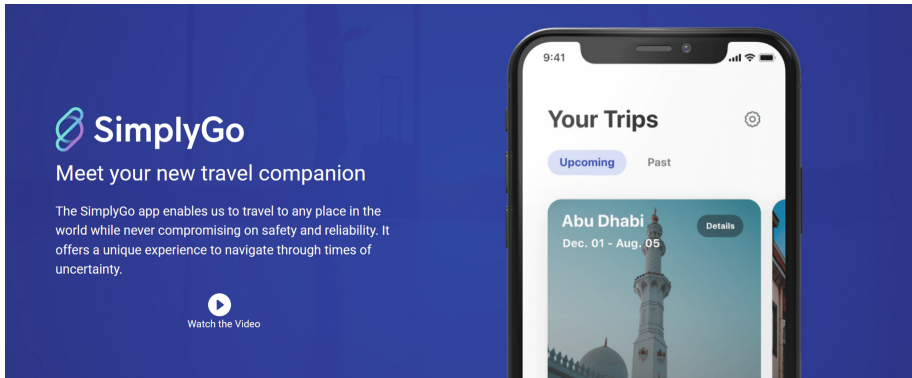 SimplyGo
Meet your new travel companion
The SimplyGo app enables us to travel to any place in the
world while never compromising on safety and reliability. It
offers a unique experience to navigate through times of
uncertainty.
Watch the Video
9:41
Your Trips
Upcoming Past
Abu Dhabi
Details
Dec. 01 - Aug. 05